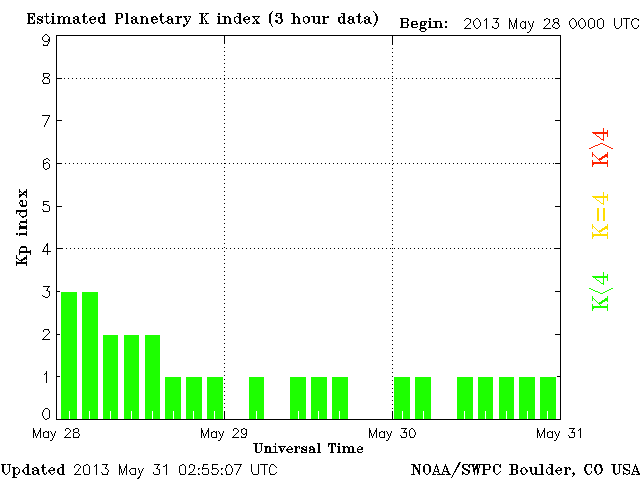 Estimated Planetary K index (3 hour data) Begin: 2013 May 28 0000 UTC
9
8
7
6
5
4
3
2
1
0
Kp index
K>4
K=4
K<4
May 28 May 29 May 30 May 31
Universal Time
Updated 2013 May 31 02:55:07 UTC NOAA/SWPC Boulder, CO USA